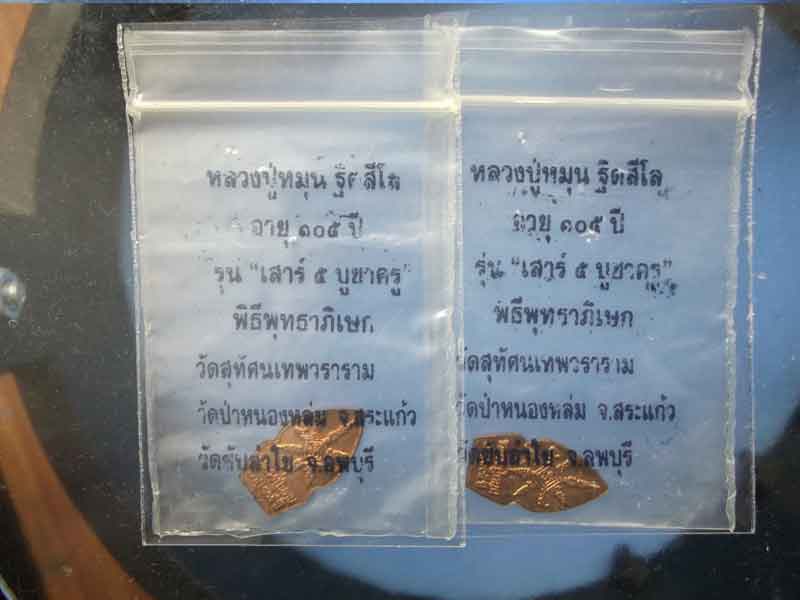 หลวงปู่หมุน ฐิตสีโล
อายุ ๑๐๕ ปี
รุ่น "เสาร์ ๕ บูชาครู"
พิธีพุทธาภิเษก
วัดสุทัศนเทพวราราม
วัดป่าหนองหล่ม จ.สระแก้ว
วัดซับลำใย จ.ลพบุรี
หลวงปู่หมุน ฐิตสีโล
อายุ ๑๐๕ ปี
รุ่น "เสาร์ ๕ บูชาครู"
พิธีพุทธาภิเษก
วัดสุทัศนเทพวราราม
วัดป่าหนองหล่ม จ.สระแก้ว
วัดซับลำใย จ.ลพบุรี